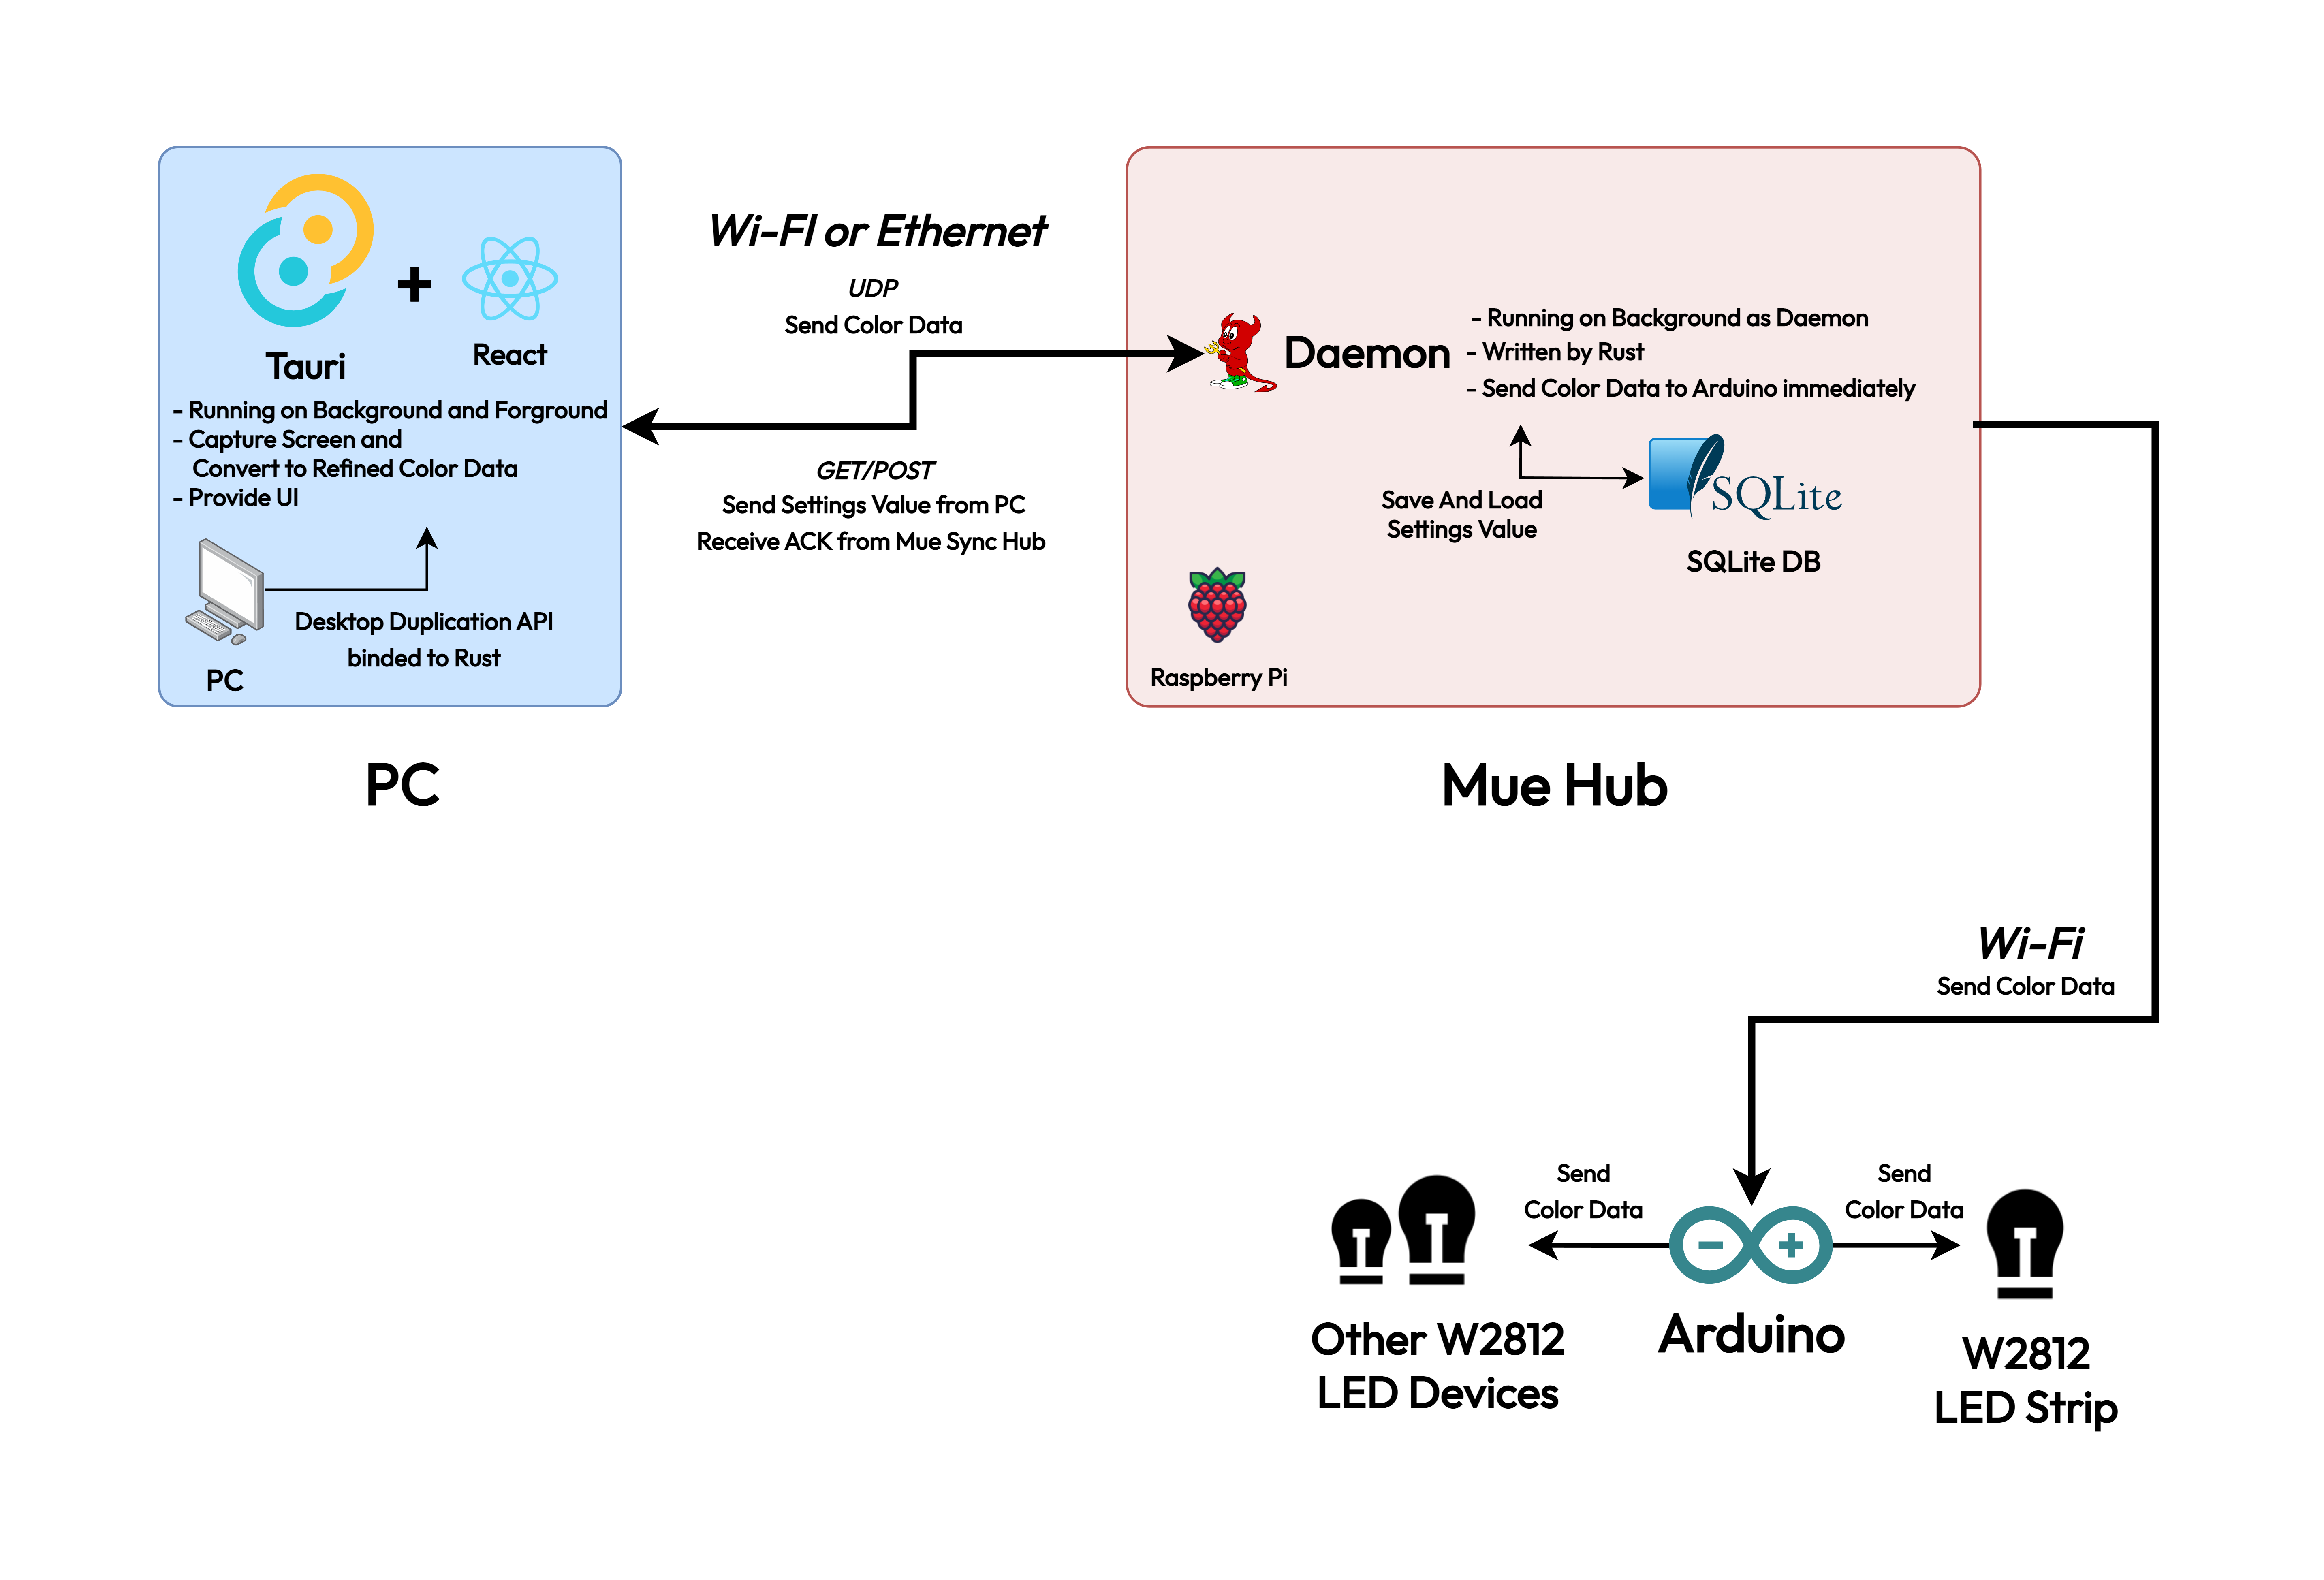 Tauri
+
React
- Running on Background and Forground
- Capture Screen and
Convert to Refined Color Data
- Provide UI
PC
Desktop Duplication API
binded to Rust
PC
Wi-FI or Ethernet
UDP
Send Color Data
GET/POST
Send Settings Value from PC
Receive ACK from Mue Sync Hub
Daemon
- Running on Background as Daemon
- Written by Rust
- Send Color Data to Arduino immediately
Save And Load
Settings Value
SQLite
SQLite DB
Raspberry Pi
Mue Hub
Wi-Fi
Send Color Data
Send
Color Data
Send
Color Data
Other W2812
LED Devices
Arduino
W2812
LED Strip